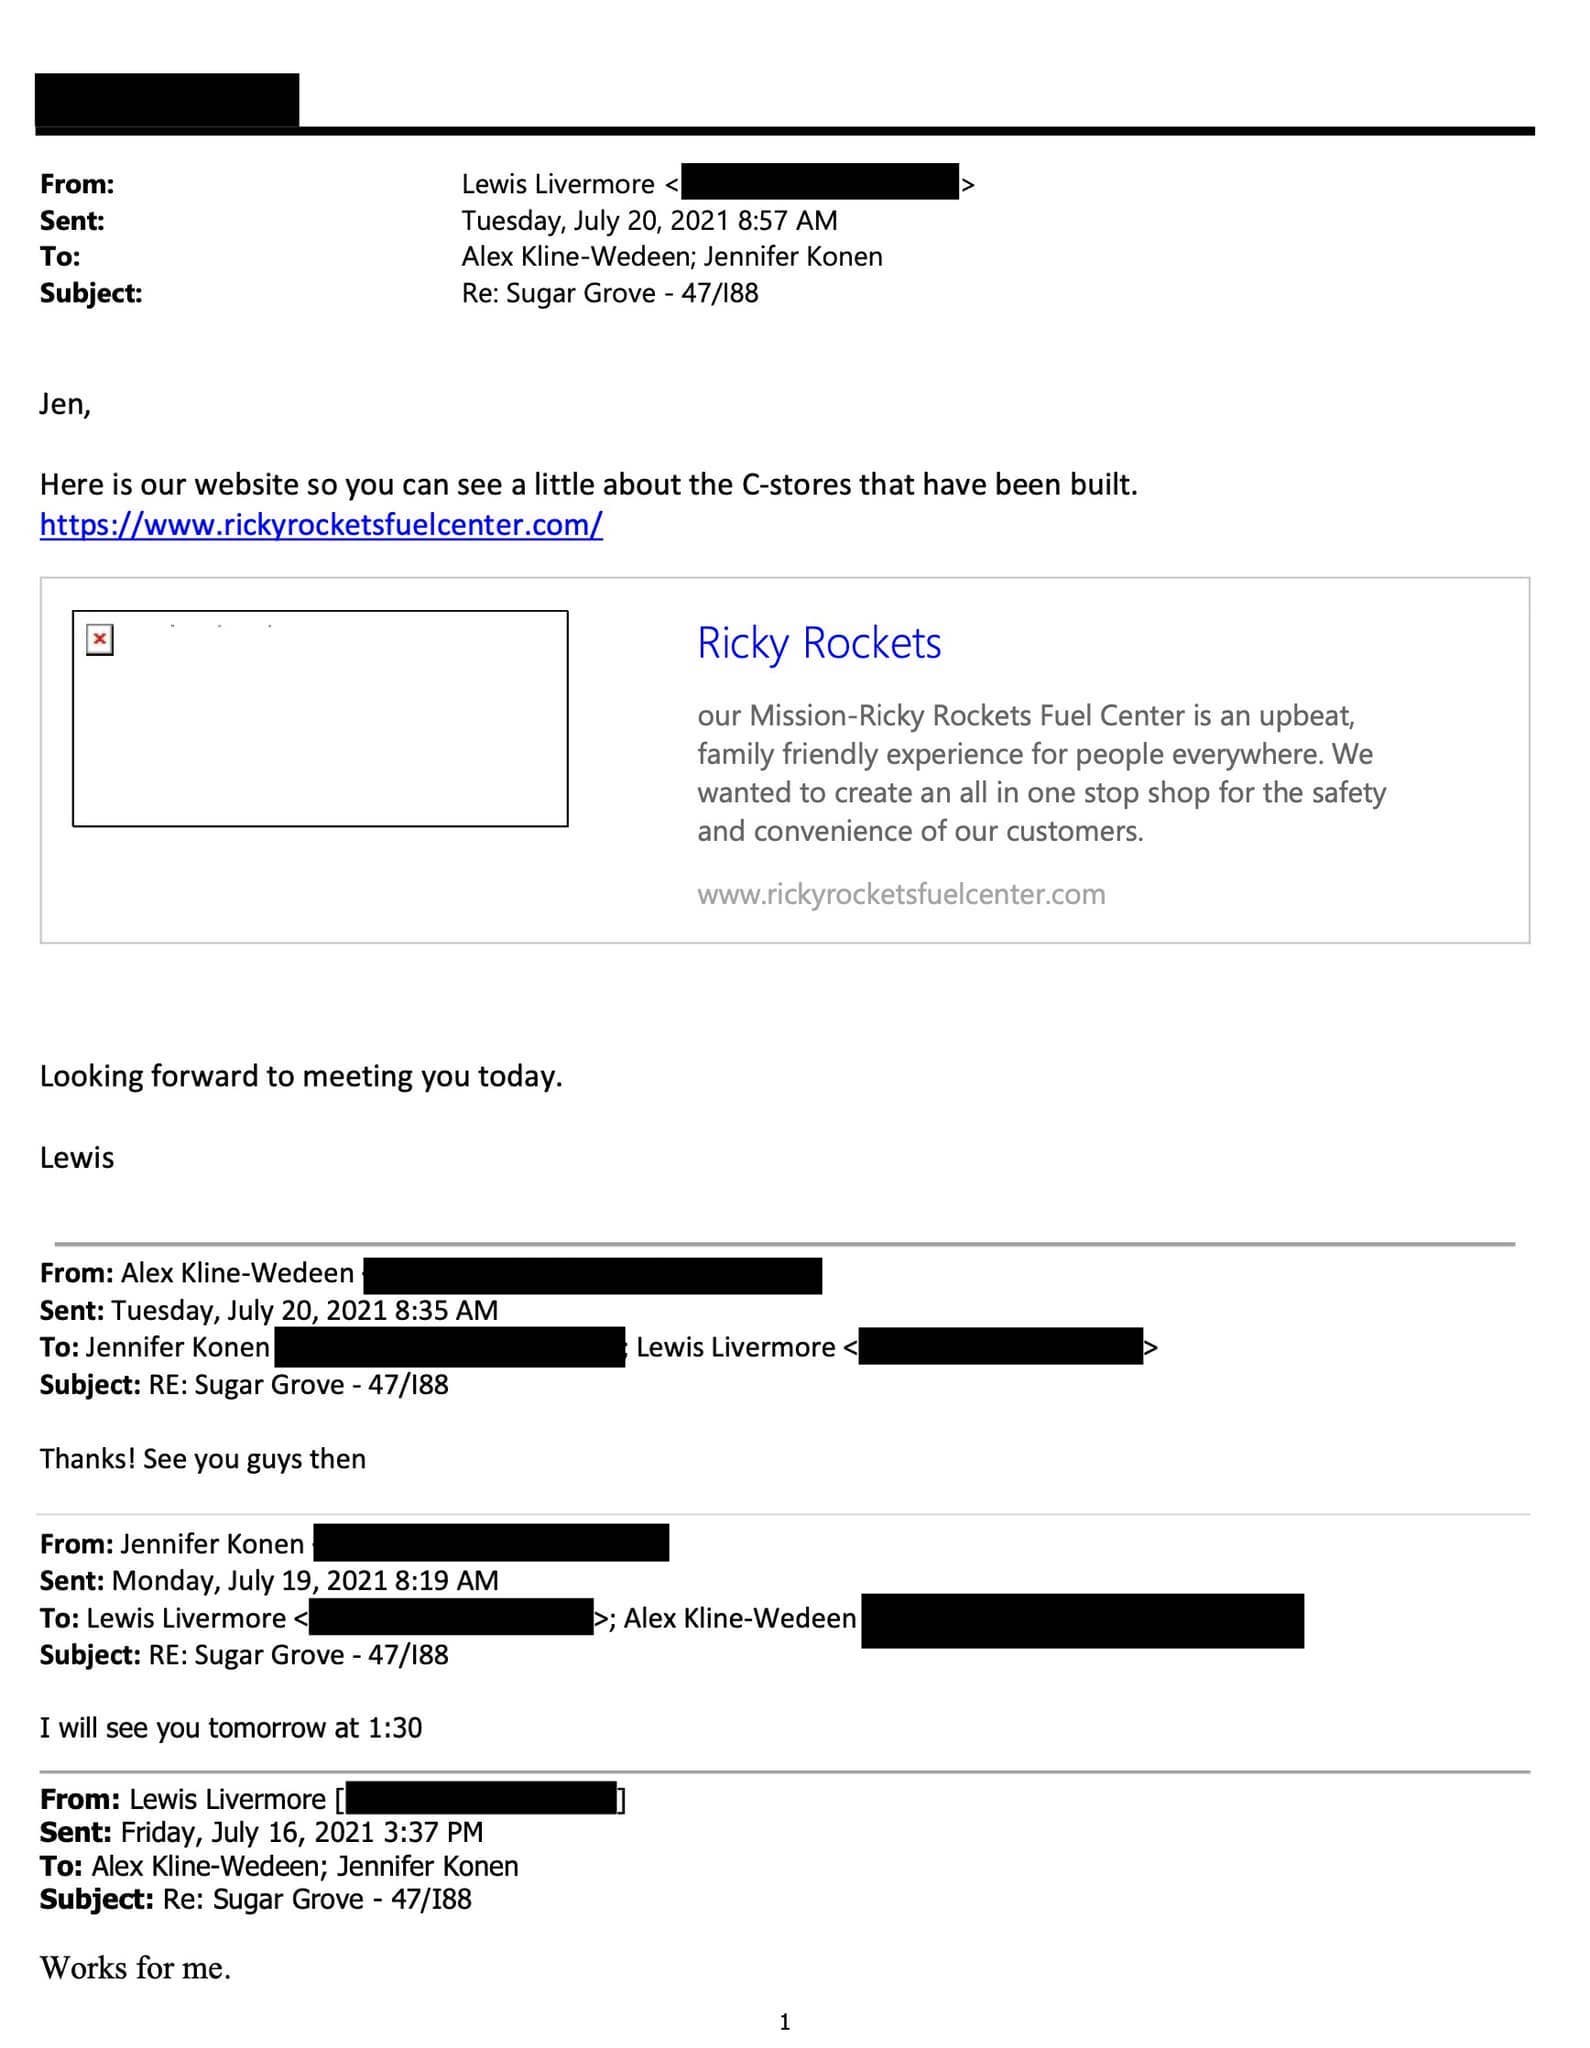 From: Lewis Livermore < >
Sent: Tuesday, July 20, 2021 8:57 AM
To: Alex Kline-Wedeen; Jennifer Konen
Subject: Re: Sugar Grove - 47/I88
Jen,
Here is our website so you can see a little about the C-stores that have been built.
https://www.rickyrocketsfuelcenter.com/
Ricky Rockets
our Mission-Ricky Rockets Fuel Center is an upbeat,
family friendly experience for people everywhere. We
wanted to create an all in one stop shop for the safety
and convenience of our customers.
www.rickyrocketsfuelcenter.com
Looking forward to meeting you today.
Lewis
From: Alex Kline-Wedeen
Sent: Tuesday, July 20, 2021 8:35 AM
To: Jennifer Konen ; Lewis Livermore < >
Subject: RE: Sugar Grove - 47/I88
Thanks! See you guys then
From: Jennifer Konen
Sent: Monday, July 19, 2021 8:19 AM
To: Lewis Livermore < >; Alex Kline-Wedeen
Subject: RE: Sugar Grove - 47/I88
I will see you tomorrow at 1:30
From: Lewis Livermore [ ]
Sent: Friday, July 16, 2021 3:37 PM
To: Alex Kline-Wedeen; Jennifer Konen
Subject: Re: Sugar Grove - 47/I88
Works for me.
1